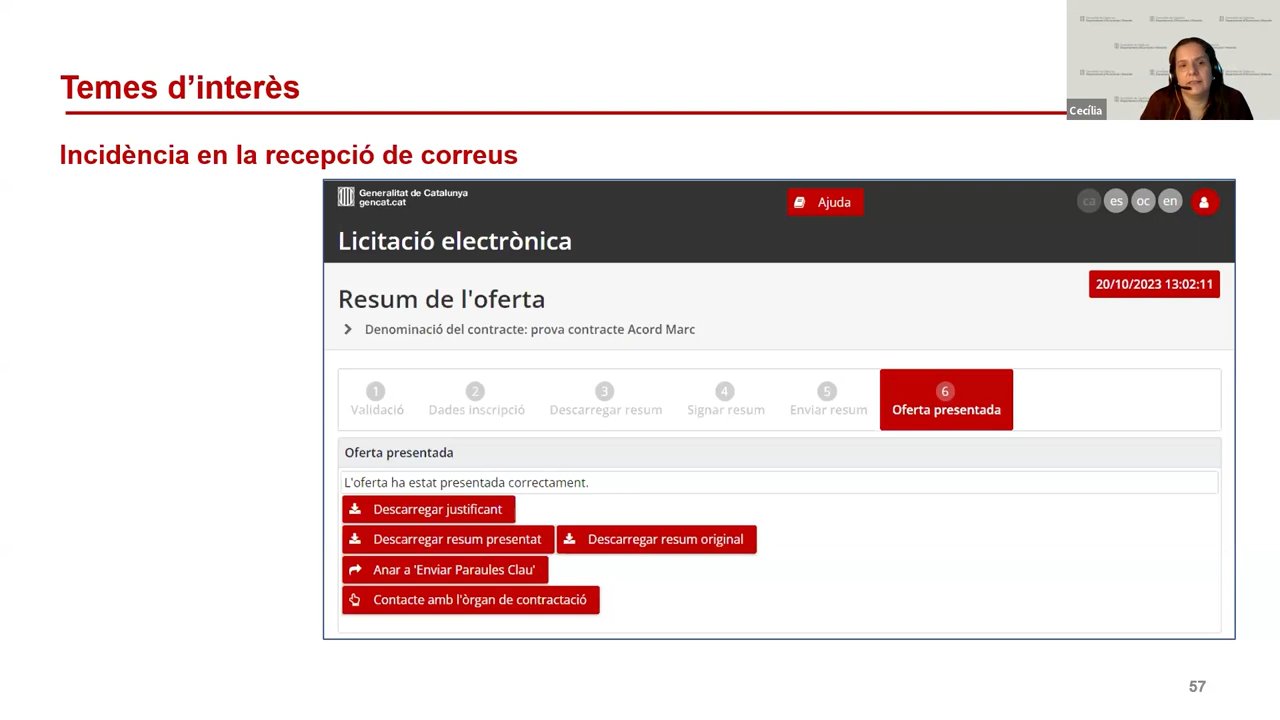 Temes d'interès
Cecília
Incidència en la recepció de correus
Generalitat de Catalunya
gencat.cat
Ajuda
ca es oc en
Licitació electrònica
20/10/2023 13:02:11
Resum de l'oferta
Denominació del contracte: prova contracte Acord Marc
1 2 3 4 5 6
Validació Dades inscripció Descarregar resum Signar resum Enviar resum Oferta presentada
Oferta presentada
L'oferta ha estat presentada correctament.
Descarregar justificant
Descarregar resum presentat Descarregar resum original
Anar a 'Enviar Paraules Clau'
Contacte amb l'òrgan de contractació
57